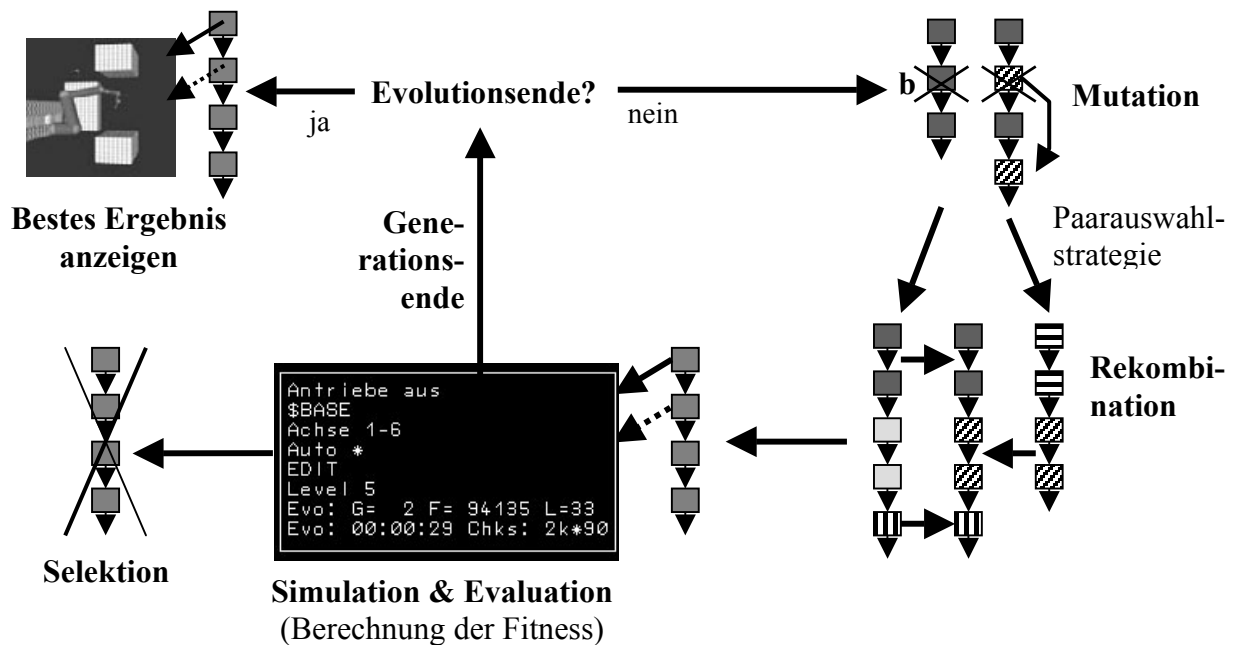 Evolutionsende?
ja
nein
b
Mutation
Bestes Ergebnis
anzeigen
Gene-
rations-
ende
Paarauswahl-
strategie
Rekombi-
nation
Antriebe aus
$BASE
Achse 1-6
Auto *
EDIT
Level 5
Evo: G=  2 F= 94135 L=33
Evo: 00:00:29 Chks: 2k*90
Selektion
Simulation & Evaluation
(Berechnung der Fitness)